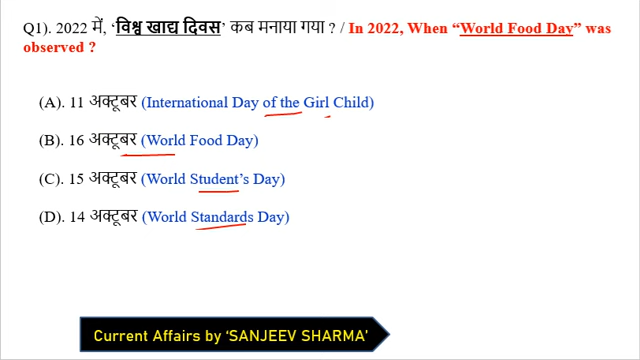 Q1). 2022 में, ‘विश्व खाद्य दिवस’ कब मनाया गया ? / In 2022, When “World Food Day” was
observed ?
(A). 11 अक्टूबर (International Day of the Girl Child)
(B). 16 अक्टूबर (World Food Day)
(C). 15 अक्टूबर (World Student’s Day)
(D). 14 अक्टूबर (World Standards Day)
Current Affairs by ‘SANJEEV SHARMA’